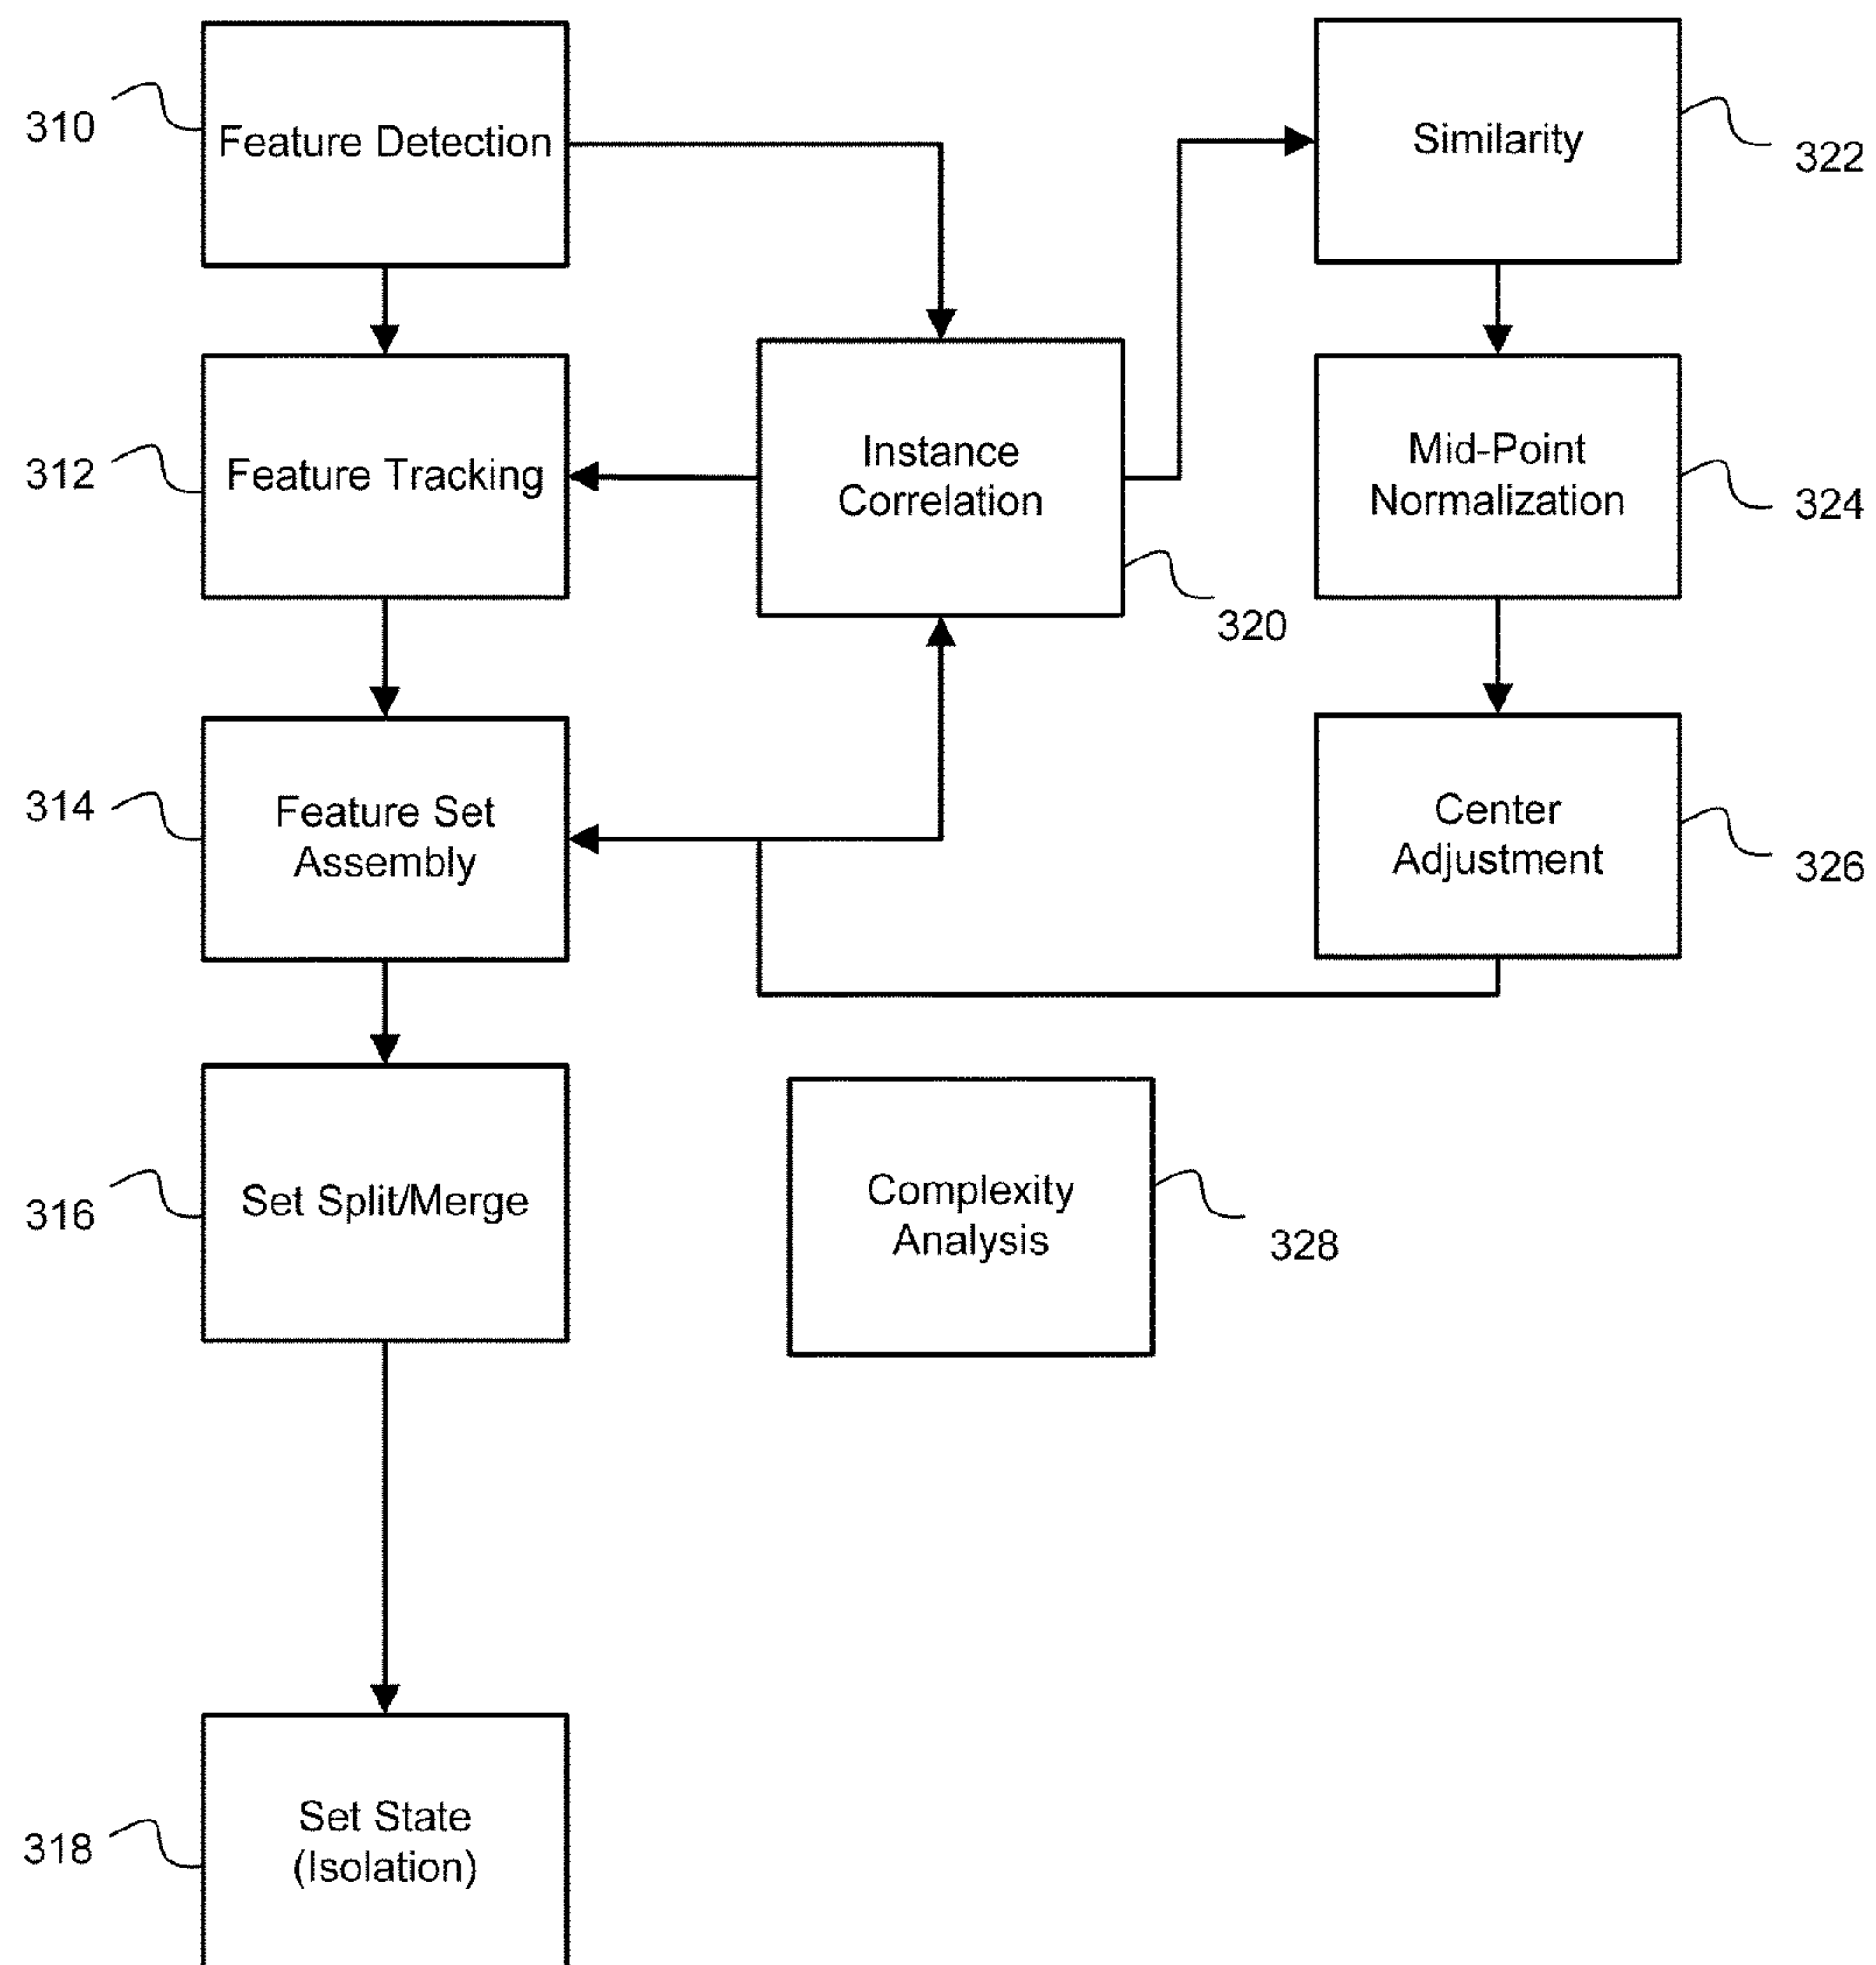 310
Feature Detection
Similarity
322
312
Feature Tracking
Instance
Correlation
320
Mid-Point
Normalization
324
314
Feature Set
Assembly
Center
Adjustment
326
316
Set Split/Merge
Complexity
Analysis
328
318
Set State
(Isolation)